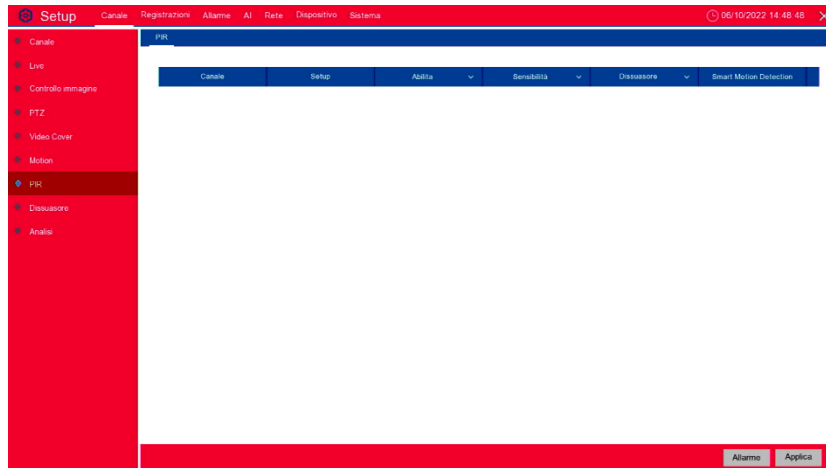 Setup Canale Registrazioni Allarme AI Rete Dispositivo Sistema 06/10/2022 14:48:48
PIR
Canale
Live
Controllo immagine
PTZ
Video Cover
Motion
PIR
Dissuasore
Analisi
Canale Setup Abilita Sensibilità Dissuasore Smart Motion Detection
Allarme Applica